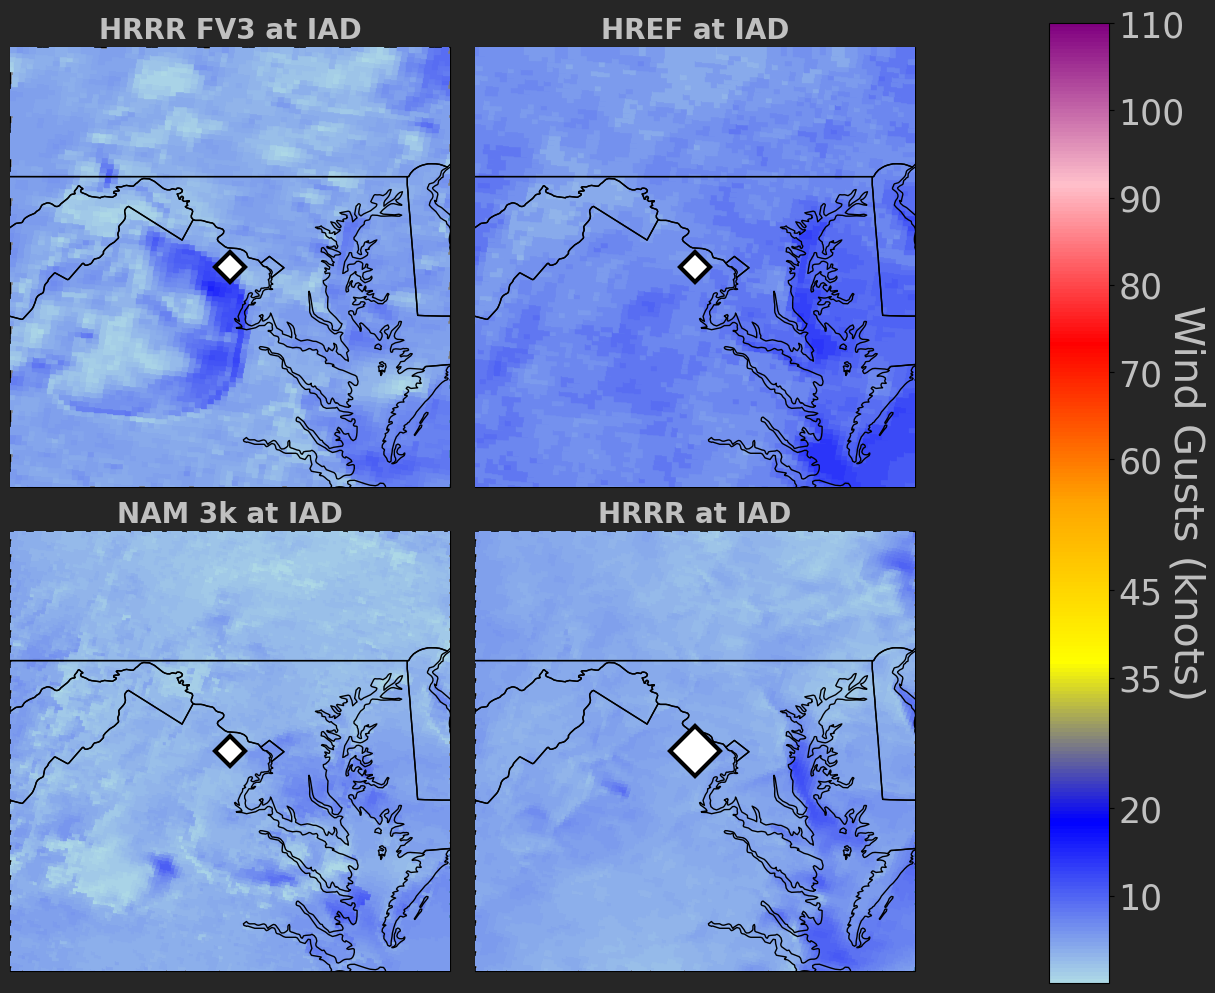 HRRR FV3 at IAD
HREF at IAD
NAM 3k at IAD
HRRR at IAD
110
100
90
80
70
60
45
35
20
10
Wind Gusts (knots)